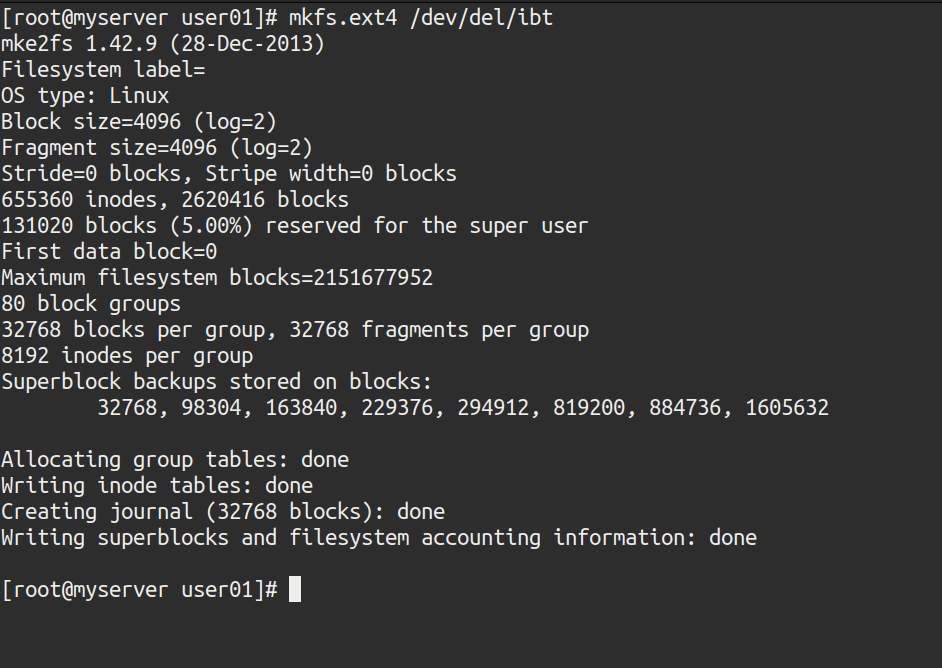 [root@myserver user01]# mkfs.ext4 /dev/del/ibt
mke2fs 1.42.9 (28-Dec-2013)
Filesystem label=
OS type: Linux
Block size=4096 (log=2)
Fragment size=4096 (log=2)
Stride=0 blocks, Stripe width=0 blocks
655360 inodes, 2620416 blocks
131020 blocks (5.00%) reserved for the super user
First data block=0
Maximum filesystem blocks=2151677952
80 block groups
32768 blocks per group, 32768 fragments per group
8192 inodes per group
Superblock backups stored on blocks:
        32768, 98304, 163840, 229376, 294912, 819200, 884736, 1605632
Allocating group tables: done
Writing inode tables: done
Creating journal (32768 blocks): done
Writing superblocks and filesystem accounting information: done
[root@myserver user01]#